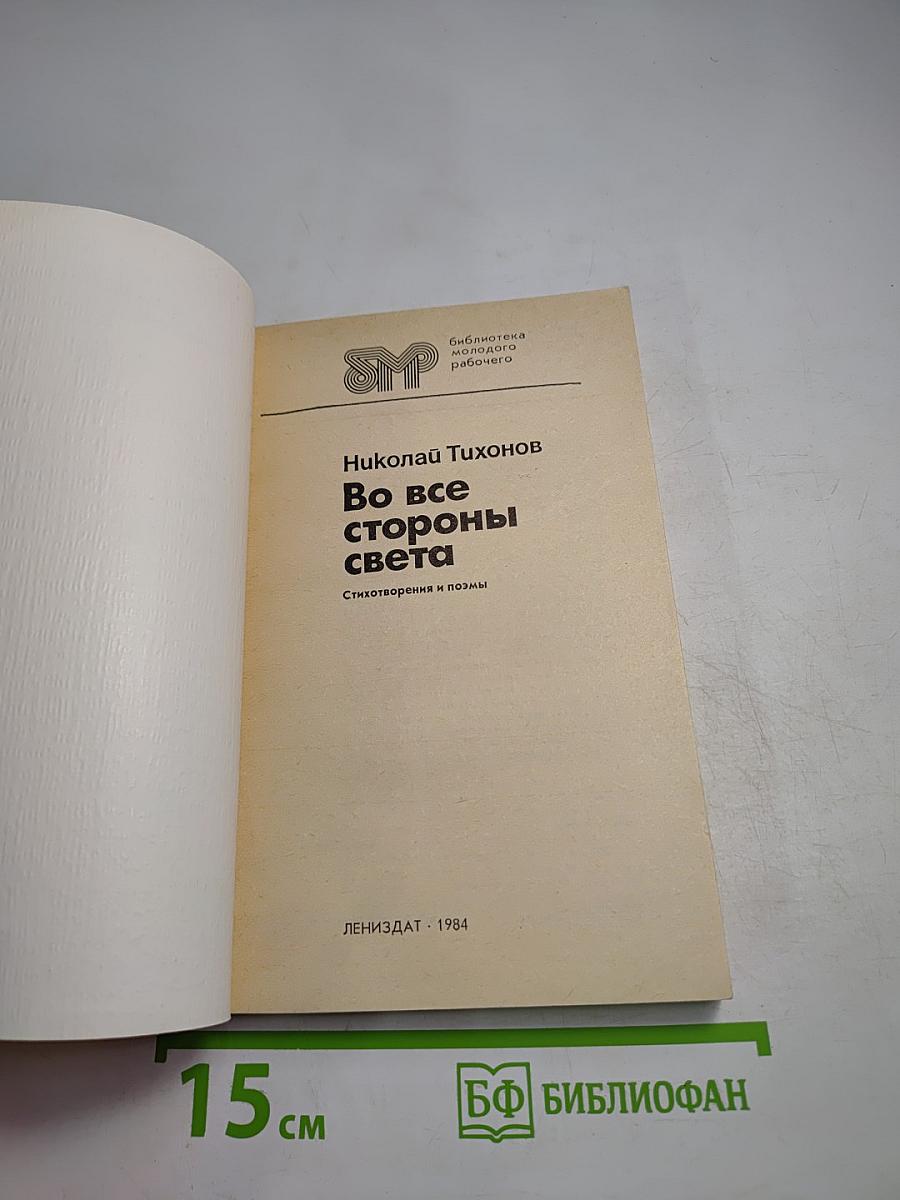 бмр
библиотека
молодого
рабочего
Николай Тихонов
Во все
стороны
света
Стихотворения и поэмы
ЛЕНИЗДАТ · 1984
15 см
БФ БИБЛИОФАН